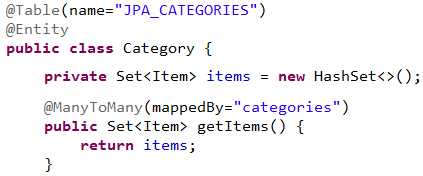 @Table(name="JPA_CATEGORIES")
@Entity
public class Category {
private Set<Item> items = new HashSet<>();
@ManyToMany(mappedBy="categories")
public Set<Item> getItems() {
return items;
}